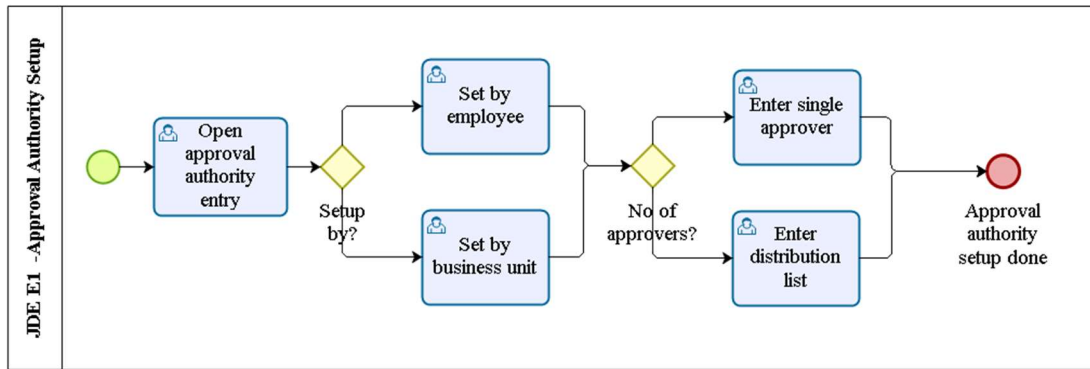 JDE E1 -Approval Authority Setup
Open
approval
authority
entry
Setup
by?
Set by
employee
Set by
business unit
No of
approvers?
Enter single
approver
Enter
distribution
list
Approval
authority
setup done